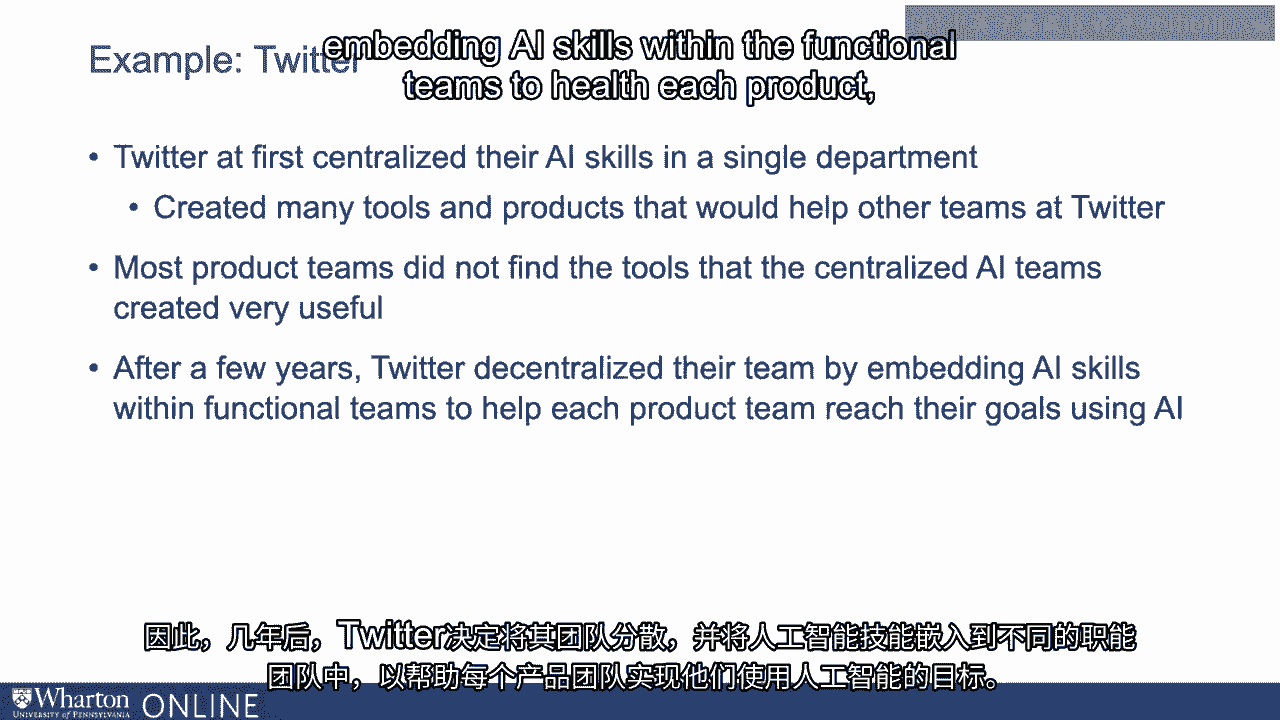 embedding AI skills within the functional
teams to health each product,
Example: Twitter
• Twitter at first centralized their AI skills in a single department
• Created many tools and products that would help other teams at Twitter
• Most product teams did not find the tools that the centralized AI teams
created very useful
• After a few years, Twitter decentralized their team by embedding AI skills
within functional teams to help each product team reach their goals using AI
因此，几年后，Twitter决定将其团队分散，并将人工智能技能嵌入到不同的职能
团队中，以帮助每个产品团队实现他们使用人工智能的目标。
Wharton ONLINE
UNIVERSITY of PENNSYLVANIA